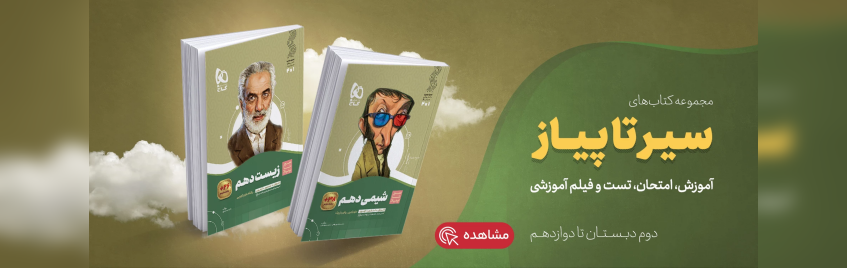 مجموعه کتاب‌های
سیر تا پیاز
آموزش، امتحان، تست و فیلم آموزشی
دوم دبستان تا دوازدهم
مشاهده
شیمی دهم
زیست دهم